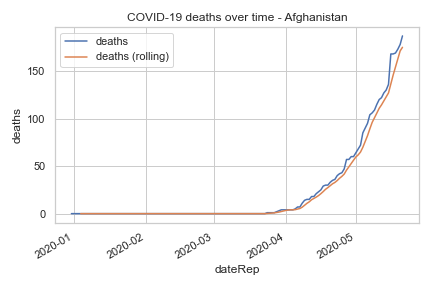 COVID-19 deaths over time - Afghanistan
deaths
deaths (rolling)
150
100
50
0
deaths
2020-01
2020-02
2020-03
2020-04
2020-05
dateRep